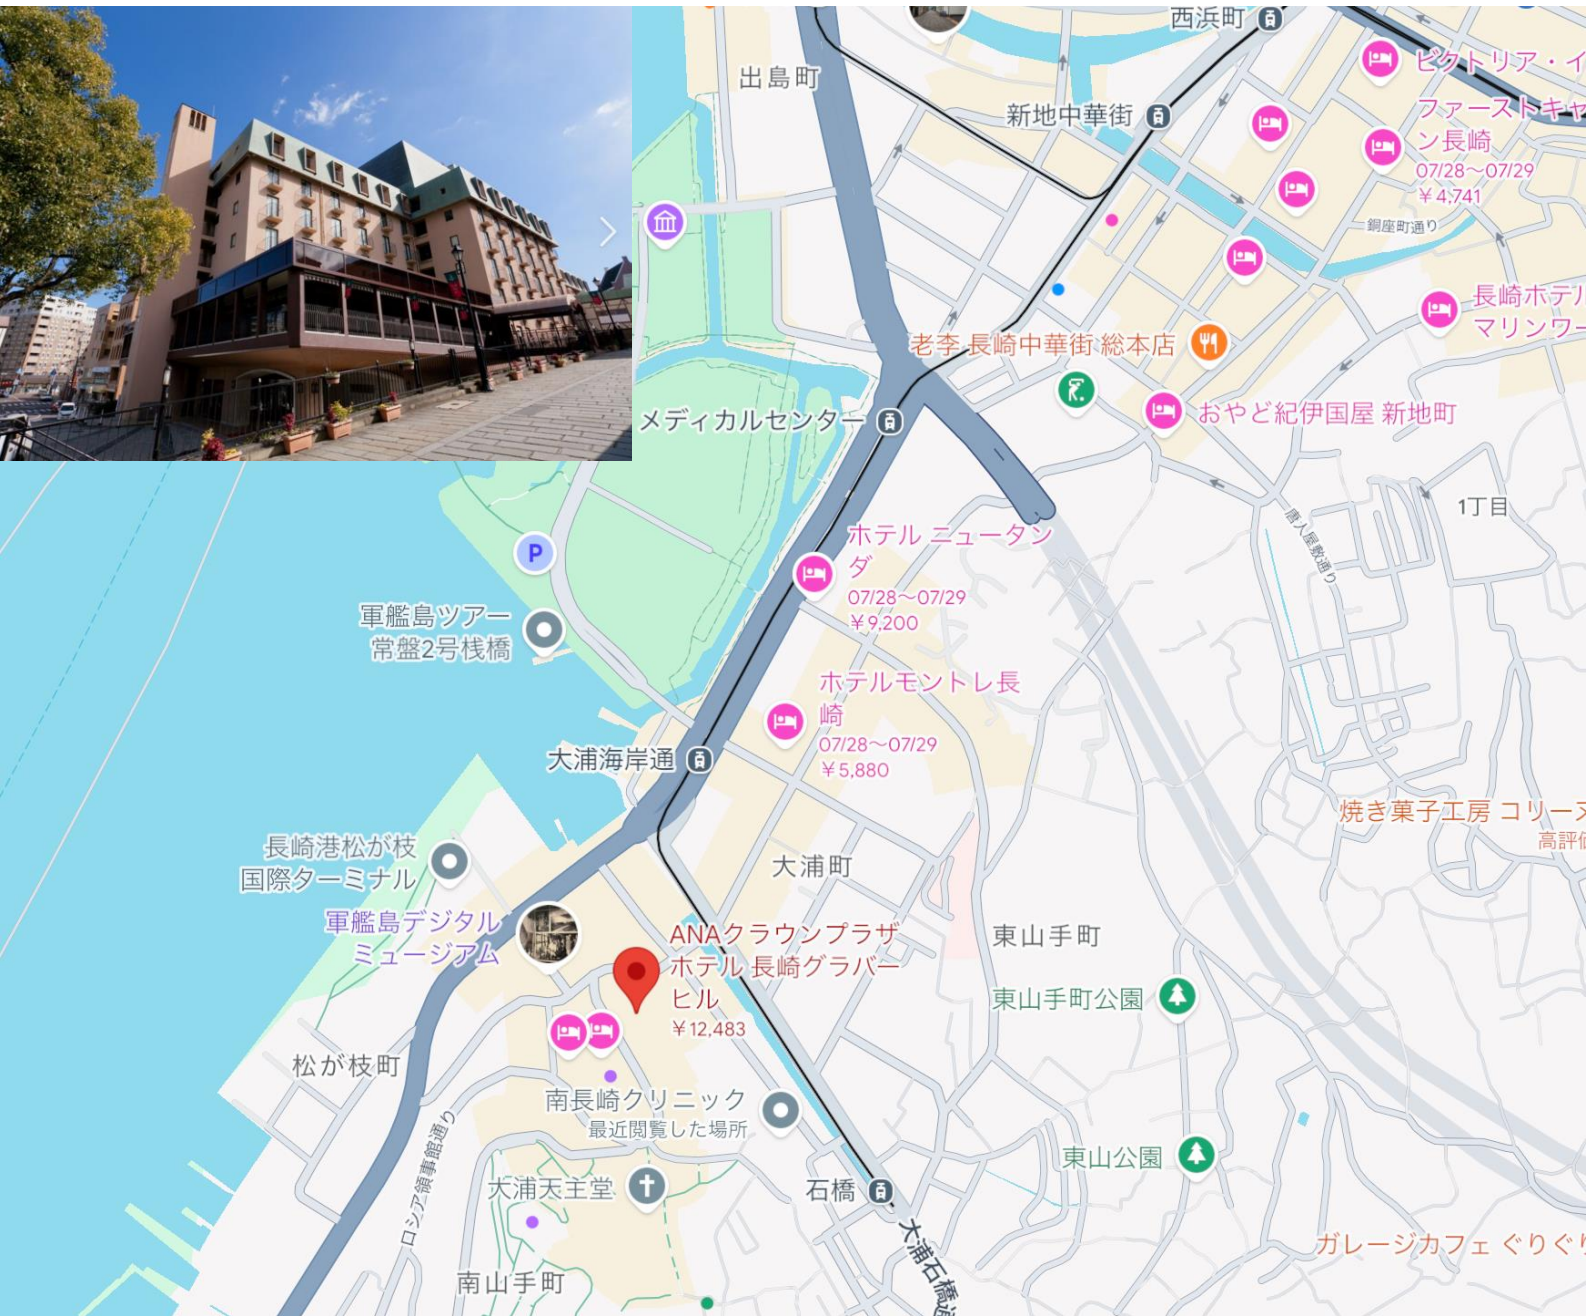 西浜町
出島町
ビクトリア・イ
新地中華街
ファーストキャ
ン長崎
07/28～07/29
￥4,741
銅座町通り
長崎ホテル
マリンワー
老李 長崎中華街 総本店
メディカルセンター
おやど紀伊国屋 新地町
1丁目
唐人屋敷通り
ホテル ニュータン
ダ
07/28～07/29
￥9,200
P
軍艦島ツアー
常盤2号桟橋
ホテルモントレ長
崎
07/28～07/29
￥5,880
大浦海岸通
焼き菓子工房 コリーヌ
高評価
長崎港松が枝
国際ターミナル
大浦町
軍艦島デジタル
ミュージアム
ANAクラウンプラザ
ホテル 長崎グラバー
ヒル
￥12,483
東山手町
東山手町公園
松が枝町
南長崎クリニック
最近閲覧した場所
ロシア領事館通り
東山公園
大浦天主堂
石橋
大浦石橋通
ガレージカフェ ぐりぐり
南山手町